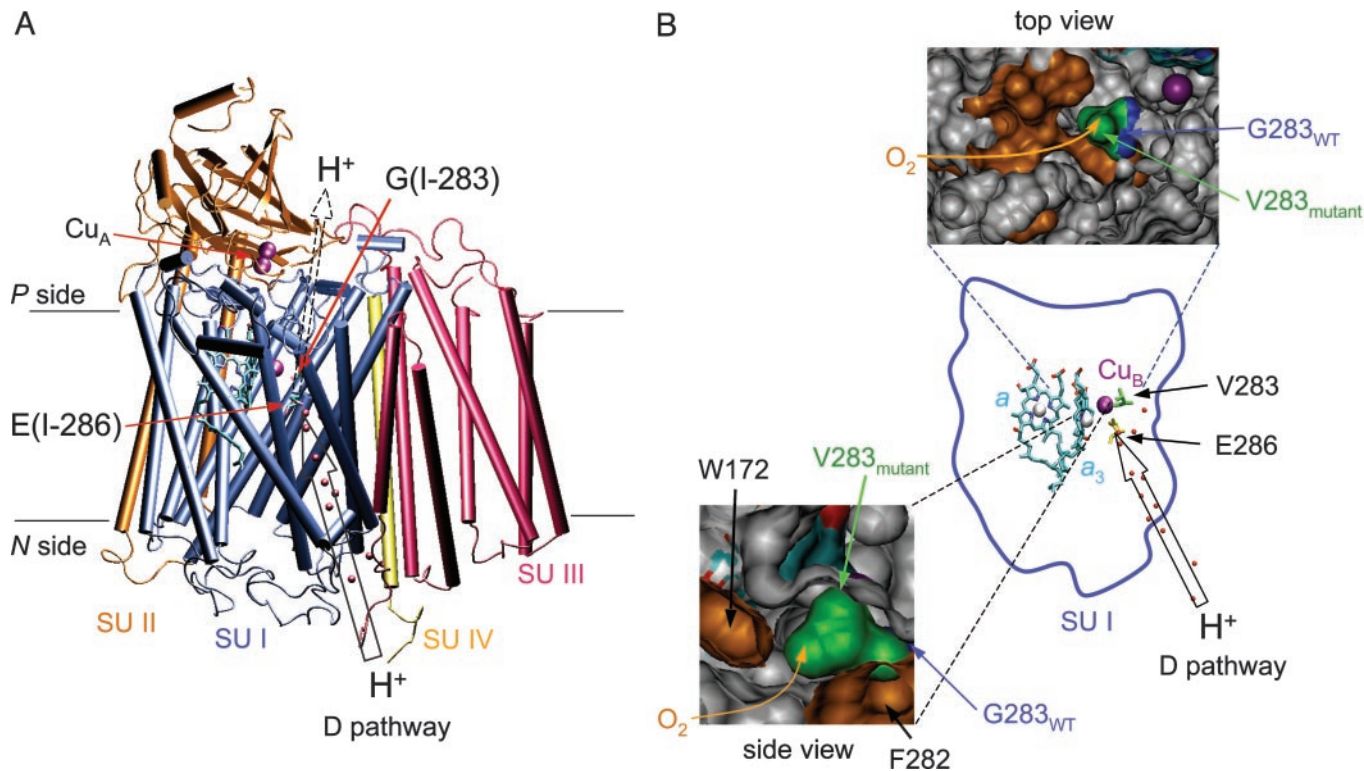 A
H+
G(I-283)
CuA
P side
E(I-286)
N side
SU III
SU II
SU I
SU IV
H+
D pathway
B
top view
G283WT
O2
V283mutant
CuB
V283
a
E286
a3
W172
V283mutant
SU I
H+
D pathway
O2
G283WT
F282
side view